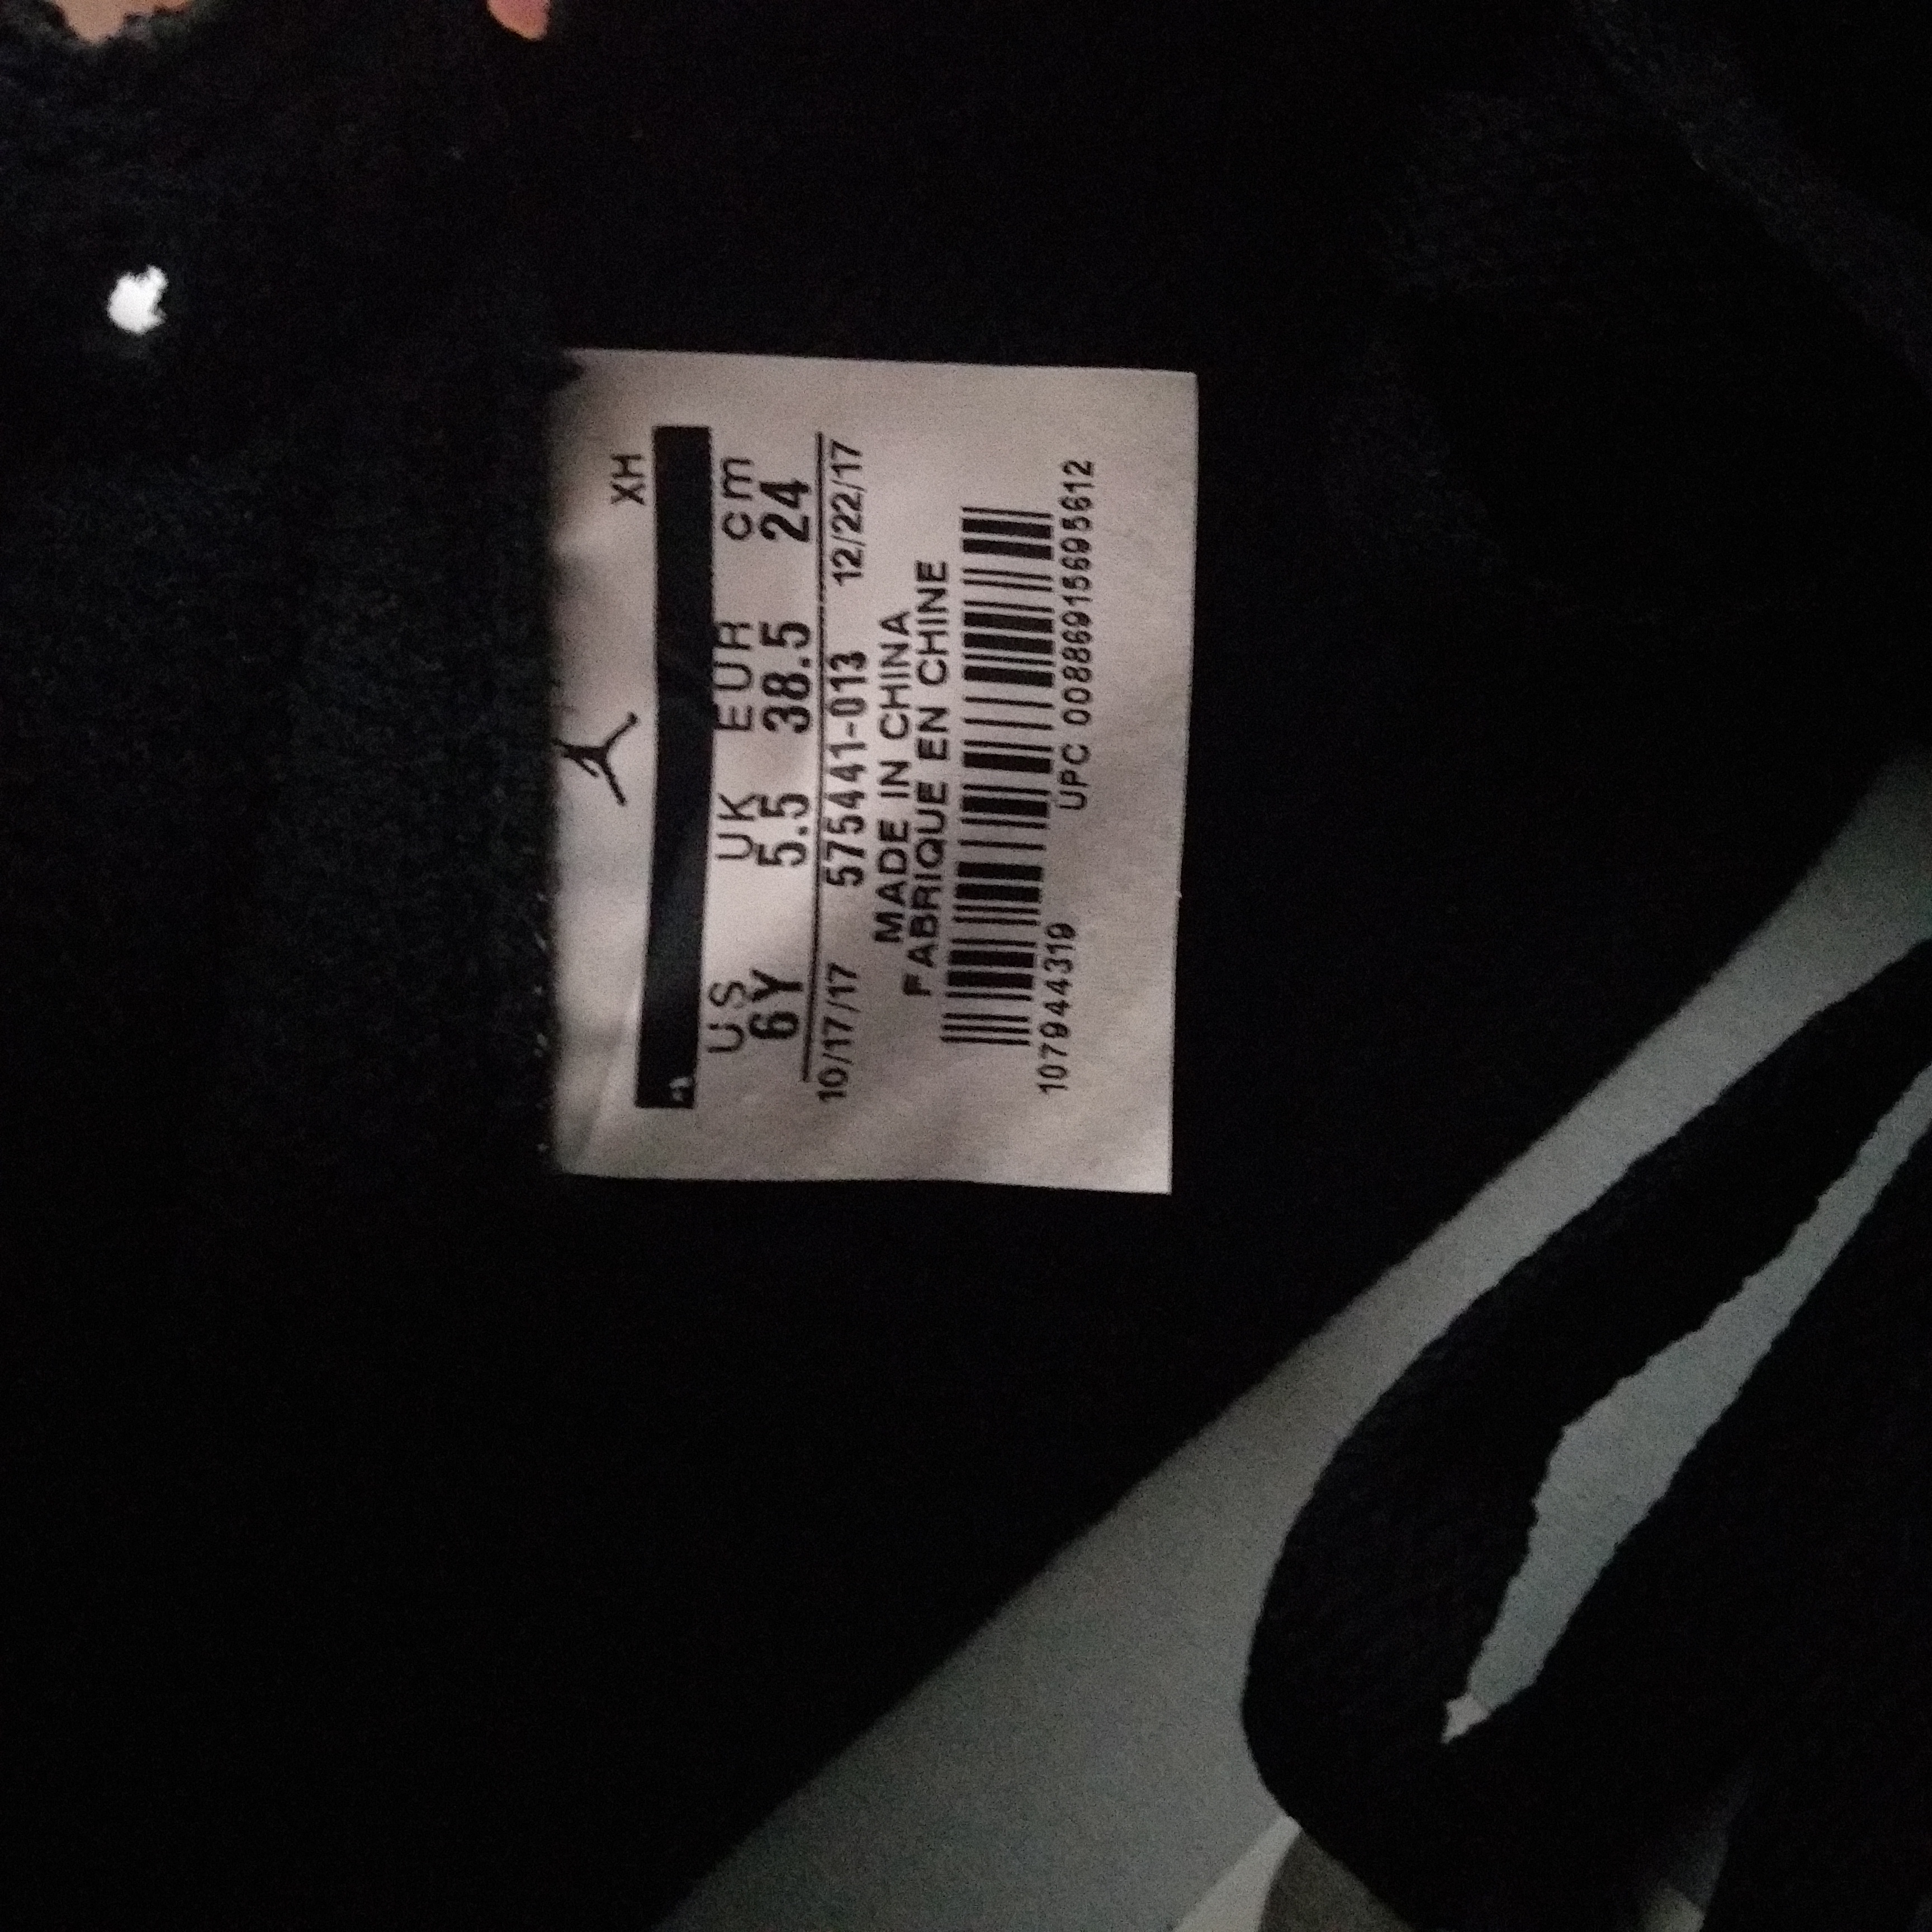 XH
US UK EUR cm
6Y 5.5 38.5 24
10/17/17 575441-013 12/22/17
MADE IN CHINA
FABRIQUE EN CHINE
107944319 UPC 00886915695612